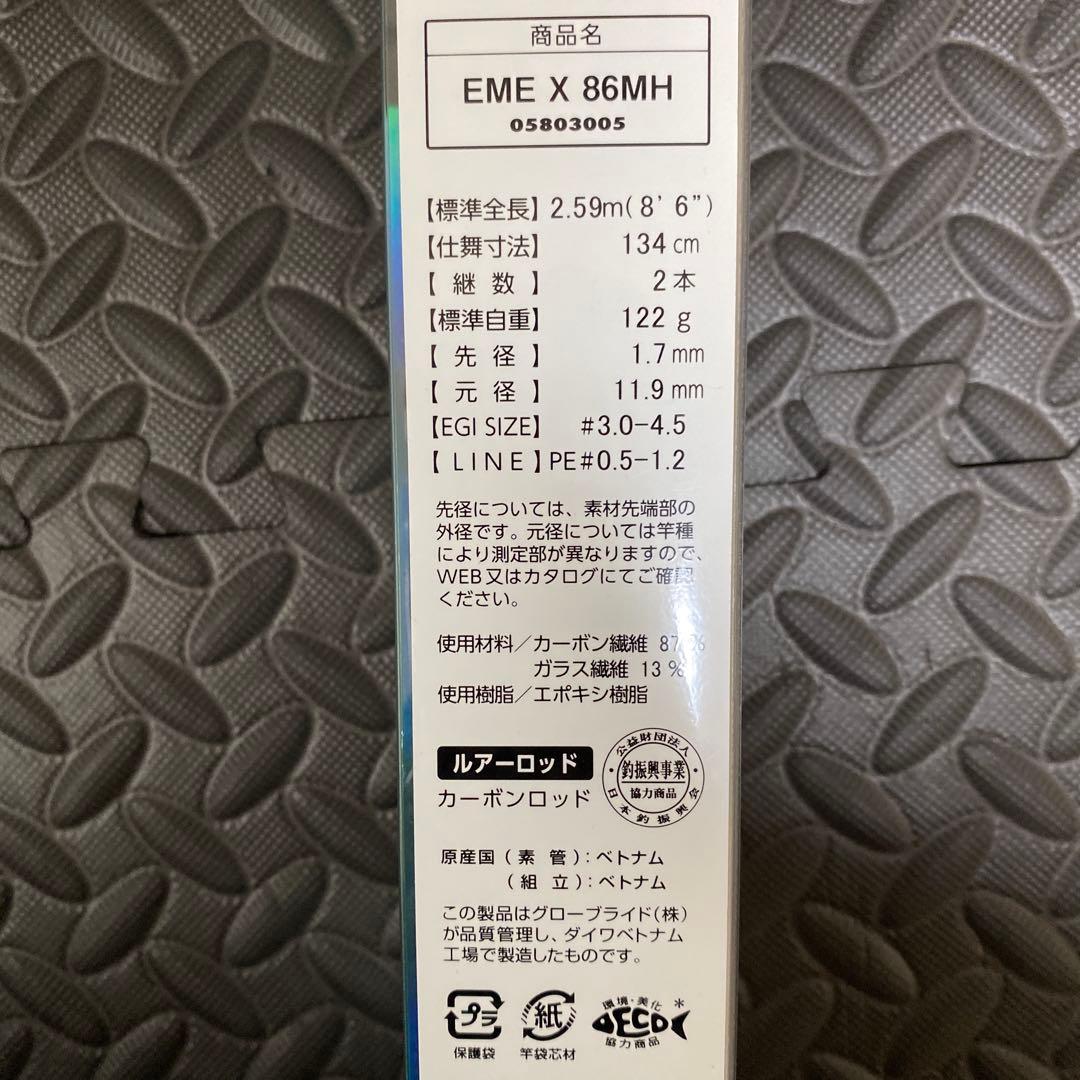 商品名
EME X 86MH
05803005
【標準全長】2.59m(8'6")
【仕舞寸法】 134cm
【継数】 2本
【標準自重】 122g
【先径】 1.7mm
【元径】 11.9mm
【EGI SIZE】 #3.0-4.5
【LINE】PE#0.5-1.2
先径については、素材先端部の
外径です。元径については竿種
により測定部が異なりますので、
WEB又はカタログにてご確認
ください。
使用材料/カーボン繊維 87%
ガラス繊維 13%
使用樹脂/エポキシ樹脂
ルアーロッド
カーボンロッド
公益財団法人
釣振興事業
協力商品
日本釣振興会
原産国(素管):ベトナム
(組立):ベトナム
この製品はグローブライド(株)
が品質管理し、ダイワベトナム
工場で製造したものです。
プラ
保護袋
紙
竿袋芯材
環境・美化
ECO
協力商品